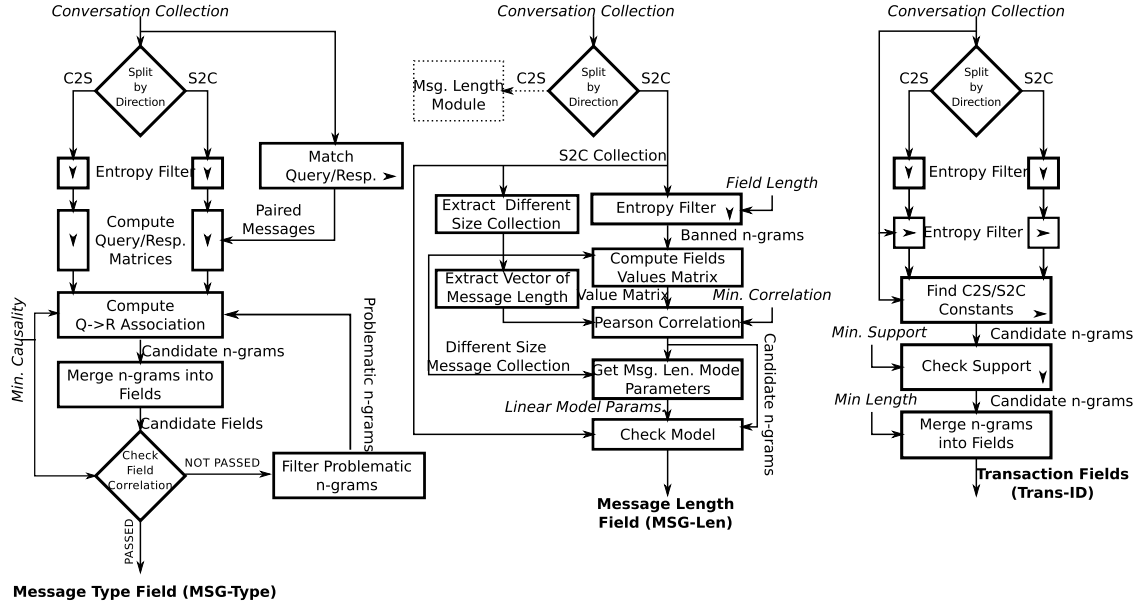 Conversation Collection
C2S
S2C
Split
by
Direction
Entropy Filter
Match
Query/Resp.
Compute
Query/Resp.
Matrices
Paired
Messages
Compute
Q->R Association
Min. Causality
Candidate n-grams
Merge n-grams into
Fields
Candidate Fields
Check
Field
Correlation
NOT PASSED
Filter Problematic
n-grams
Problematic n-grams
PASSED
Message Type Field (MSG-Type)
Conversation Collection
Split
by
Direction
C2S
S2C
Msg. Length
Module
S2C Collection
Extract Different
Size Collection
Field Length
Entropy Filter
Banned n-grams
Compute Fields
Values Matrix
Extract Vector of
Message Length
Value Matrix
Min. Correlation
Pearson Correlation
Different Size
Message Collection
Get Msg. Len. Mode
Parameters
Linear Model Params.
Candidate n-grams
Check Model
Message Length
Field (MSG-Len)
Conversation Collection
C2S
S2C
Split
by
Direction
Entropy Filter
Entropy Filter
Find C2S/S2C
Constants
Min. Support
Candidate n-grams
Check Support
Min Length
Candidate n-grams
Merge n-grams
into Fields
Transaction Fields
(Trans-ID)